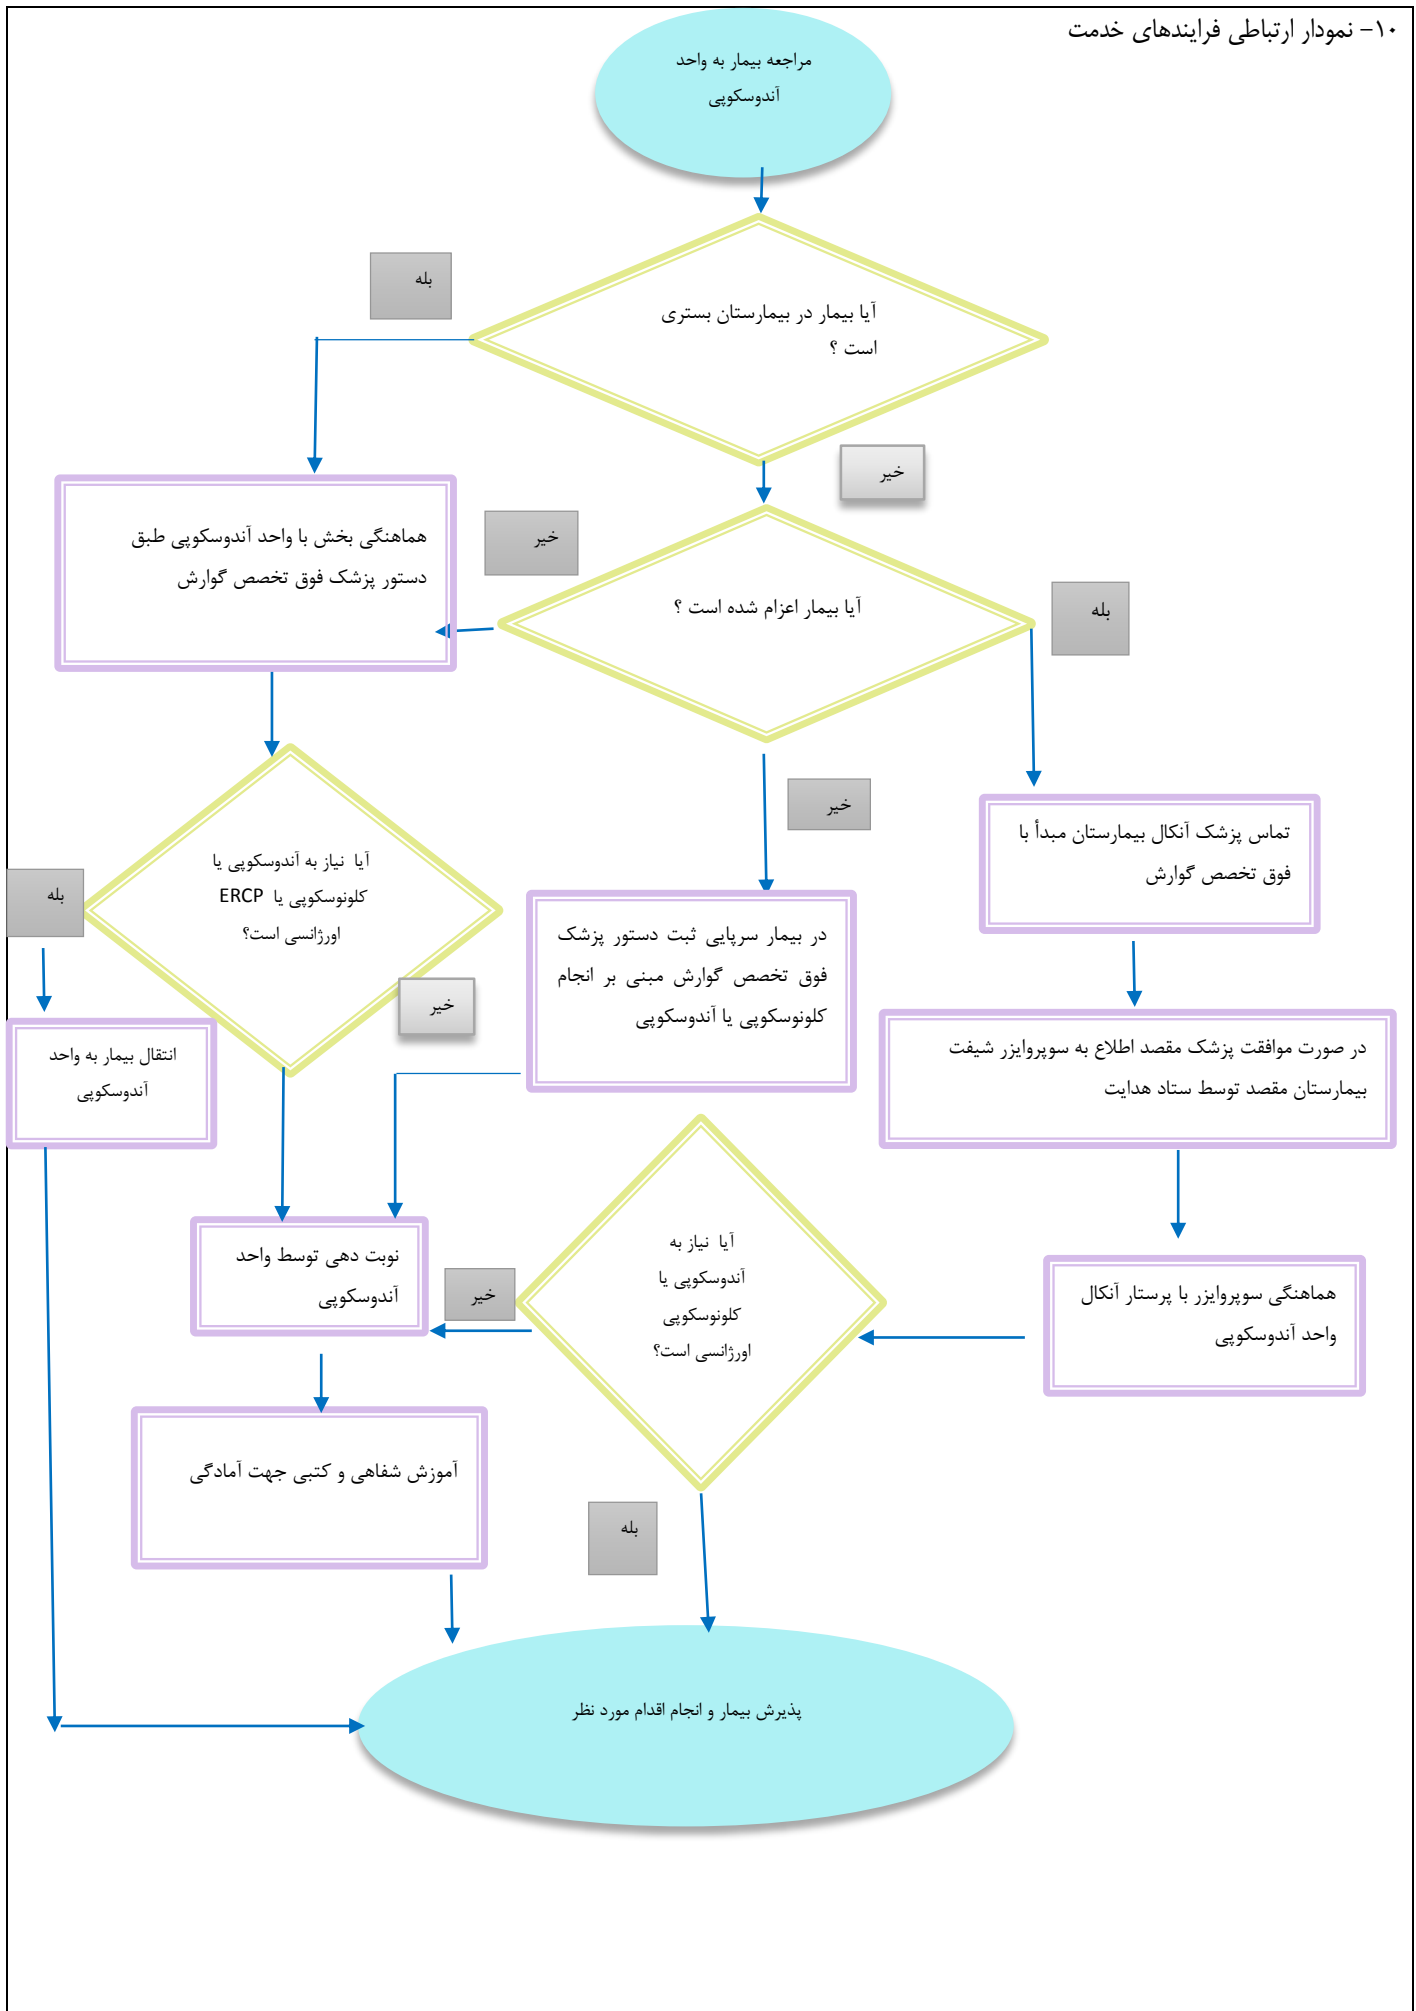 ۱۰- نمودار ارتباطی فرایندهای خدمت
مراجعه بیمار به واحد
آندوسکوپی
بله
آیا بیمار در بیمارستان بستری
است ؟
خیر
هماهنگی بخش با واحد آندوسکوپی طبق
دستور پزشک فوق تخصص گوارش
خیر
آیا بیمار اعزام شده است ؟
بله
خیر
تماس پزشک آنکال بیمارستان مبدأ با
فوق تخصص گوارش
آیا نیاز به آندوسکوپی یا
کلونوسکوپی یا ERCP
اورژانسی است؟
بله
خیر
در بیمار سرپایی ثبت دستور پزشک
فوق تخصص گوارش مبنی بر انجام
کلونوسکوپی یا آندوسکوپی
در صورت موافقت پزشک مقصد اطلاع به سوپروایزر شیفت
بیمارستان مقصد توسط ستاد هدایت
انتقال بیمار به واحد
آندوسکوپی
نوبت دهی توسط واحد
آندوسکوپی
خیر
آیا نیاز به
آندوسکوپی یا
کلونوسکوپی
اورژانسی است؟
هماهنگی سوپروایزر با پرستار آنکال
واحد آندوسکوپی
آموزش شفاهی و کتبی جهت آمادگی
بله
پذیرش بیمار و انجام اقدام مورد نظر